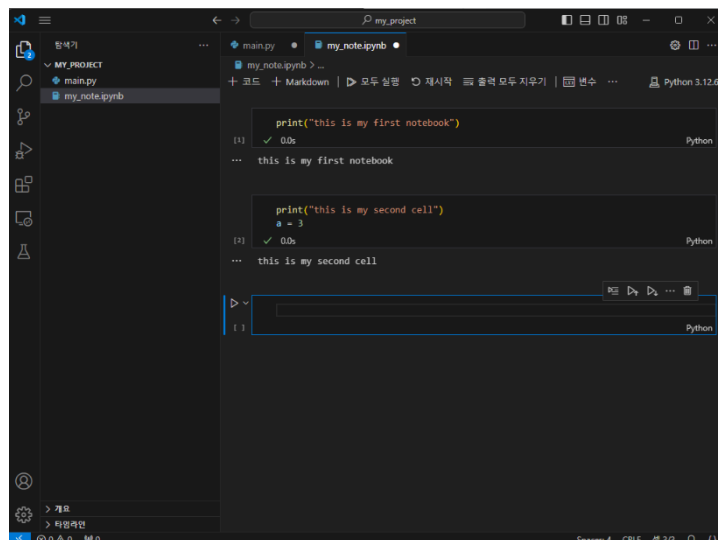 my_project
탐색기
MY_PROJECT
main.py
my_note.ipynb
개요
타임라인
main.py
my_note.ipynb
my_note.ipynb > ...
+ 코드 + Markdown | 모두 실행 재시작 출력 모두 지우기 | 변수 ... Python 3.12.6
print("this is my first notebook")
[1] 0.0s Python
... this is my first notebook
print("this is my second cell")
a = 3
[2] 0.0s Python
... this is my second cell
[ ] Python
2